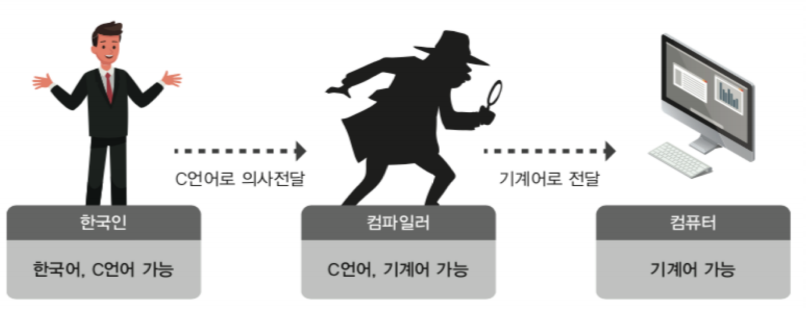 C언어로 의사전달
기계어로 전달
한국인
컴파일러
컴퓨터
한국어, C언어 가능
C언어, 기계어 가능
기계어 가능